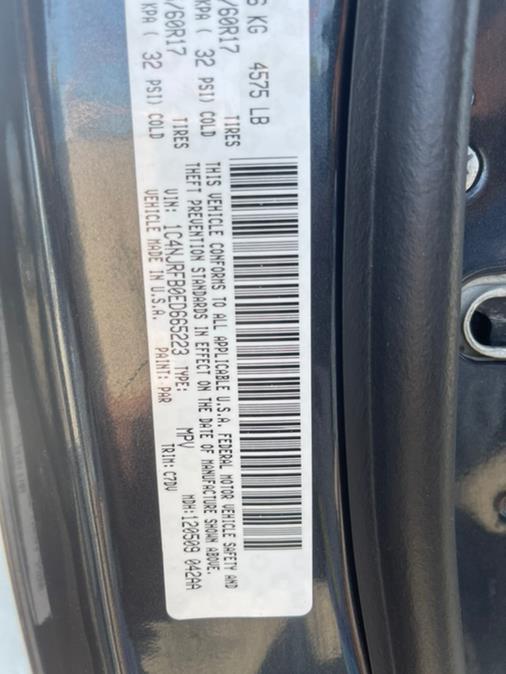 6 KG 4575 LB
/60R17 TIRES
KPA ( 32 PSI) COLD
/60R17 TIRES
KPA ( 32 PSI) COLD
THIS VEHICLE CONFORMS TO ALL APPLICABLE U.S.A. FEDERAL MOTOR VEHICLE SAFETY AND
THEFT PREVENTION STANDARDS IN EFFECT ON THE DATE OF MANUFACTURE SHOWN ABOVE.
VIN: 1C4NJRFB0ED665223 TYPE: MPV MDH:120509 042AA
VEHICLE MADE IN U.S.A. PAINT: PAR TRIM: C7DV